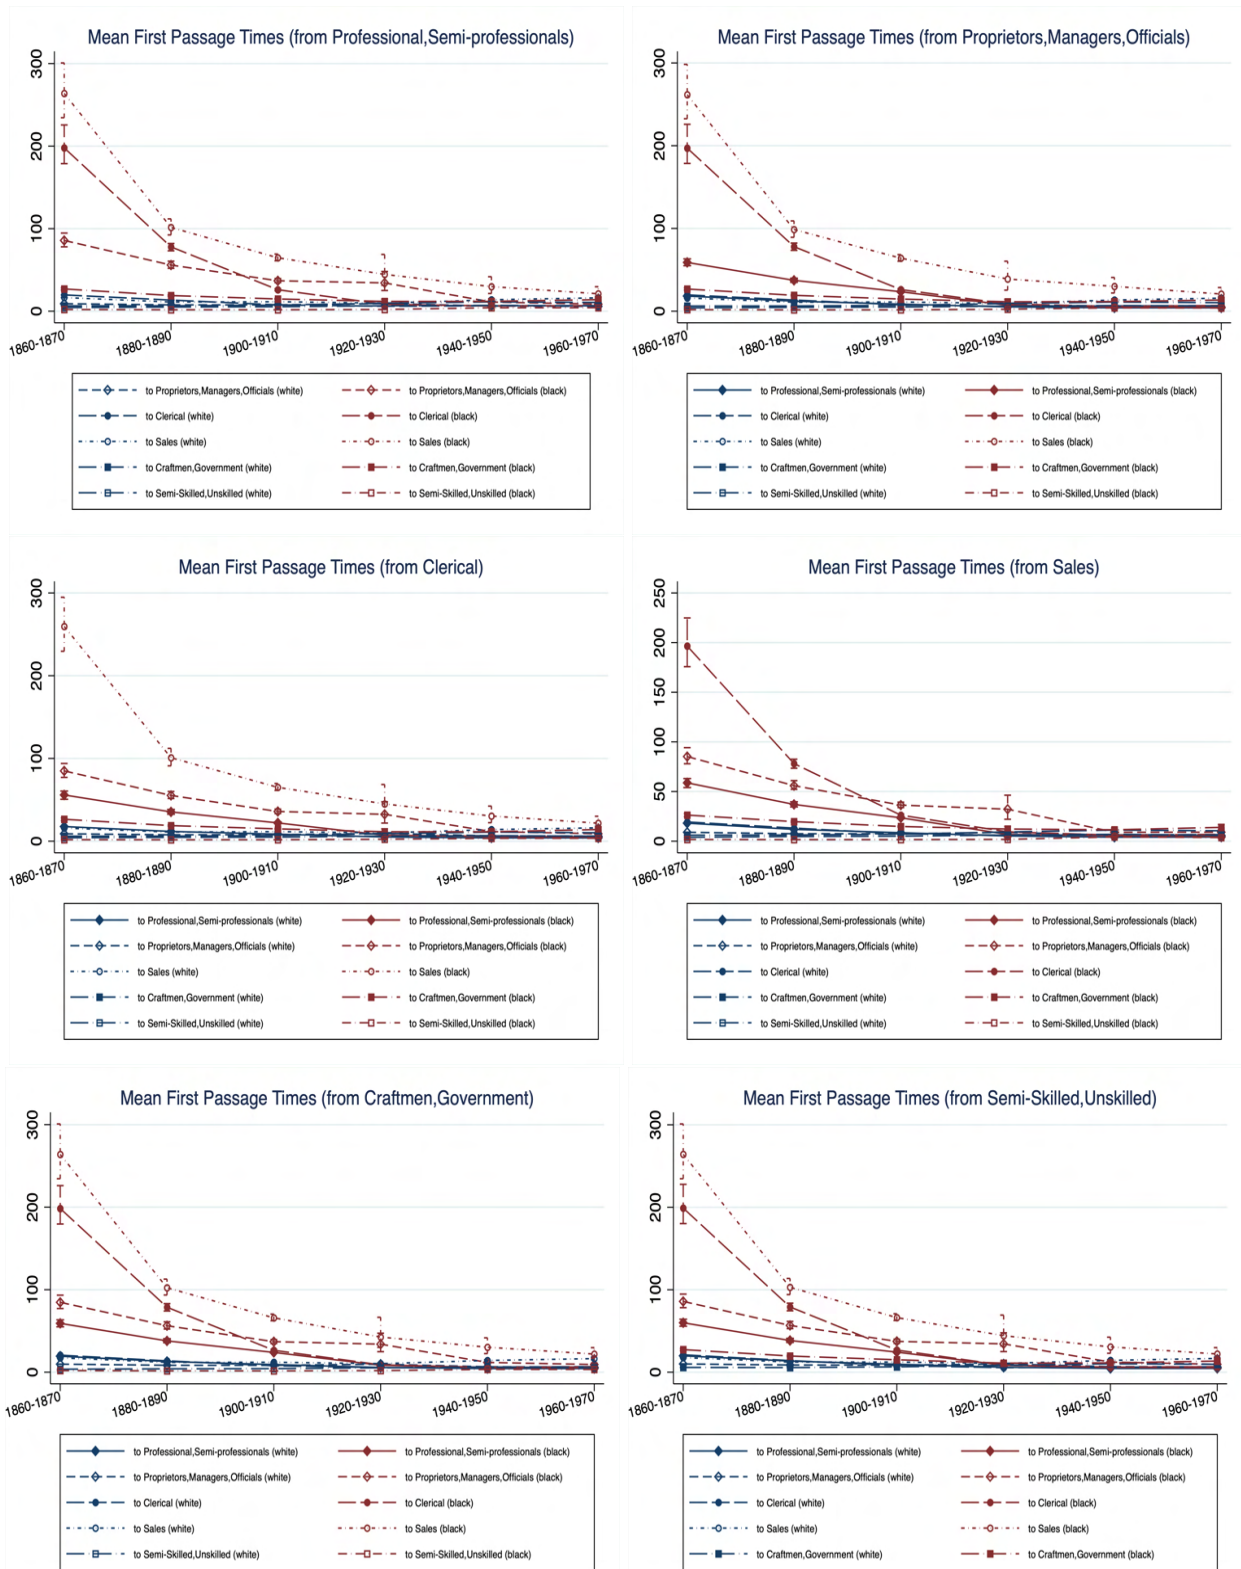 Mean First Passage Times (from Professional,Semi-professionals)
300
200
100
0
1860-1870
1880-1890
1900-1910
1920-1930
1940-1950
1960-1970
to Proprietors,Managers,Officials (white)
to Proprietors,Managers,Officials (black)
to Clerical (white)
to Clerical (black)
to Sales (white)
to Sales (black)
to Craftmen,Government (white)
to Craftmen,Government (black)
to Semi-Skilled,Unskilled (white)
to Semi-Skilled,Unskilled (black)
Mean First Passage Times (from Proprietors,Managers,Officials)
300
200
100
0
1860-1870
1880-1890
1900-1910
1920-1930
1940-1950
1960-1970
to Professional,Semi-professionals (white)
to Professional,Semi-professionals (black)
to Clerical (white)
to Clerical (black)
to Sales (white)
to Sales (black)
to Craftmen,Government (white)
to Craftmen,Government (black)
to Semi-Skilled,Unskilled (white)
to Semi-Skilled,Unskilled (black)
Mean First Passage Times (from Clerical)
300
200
100
0
1860-1870
1880-1890
1900-1910
1920-1930
1940-1950
1960-1970
to Professional,Semi-professionals (white)
to Professional,Semi-professionals (black)
to Proprietors,Managers,Officials (white)
to Proprietors,Managers,Officials (black)
to Sales (white)
to Sales (black)
to Craftmen,Government (white)
to Craftmen,Government (black)
to Semi-Skilled,Unskilled (white)
to Semi-Skilled,Unskilled (black)
Mean First Passage Times (from Sales)
250
200
150
100
50
0
1860-1870
1880-1890
1900-1910
1920-1930
1940-1950
1960-1970
to Professional,Semi-professionals (white)
to Professional,Semi-professionals (black)
to Proprietors,Managers,Officials (white)
to Proprietors,Managers,Officials (black)
to Clerical (white)
to Clerical (black)
to Craftmen,Government (white)
to Craftmen,Government (black)
to Semi-Skilled,Unskilled (white)
to Semi-Skilled,Unskilled (black)
Mean First Passage Times (from Craftmen,Government)
300
200
100
0
1860-1870
1880-1890
1900-1910
1920-1930
1940-1950
1960-1970
to Professional,Semi-professionals (white)
to Professional,Semi-professionals (black)
to Proprietors,Managers,Officials (white)
to Proprietors,Managers,Officials (black)
to Clerical (white)
to Clerical (black)
to Sales (white)
to Sales (black)
to Semi-Skilled,Unskilled (white)
to Semi-Skilled,Unskilled (black)
Mean First Passage Times (from Semi-Skilled,Unskilled)
300
200
100
0
1860-1870
1880-1890
1900-1910
1920-1930
1940-1950
1960-1970
to Professional,Semi-professionals (white)
to Professional,Semi-professionals (black)
to Proprietors,Managers,Officials (white)
to Proprietors,Managers,Officials (black)
to Clerical (white)
to Clerical (black)
to Sales (white)
to Sales (black)
to Craftmen,Government (white)
to Craftmen,Government (black)